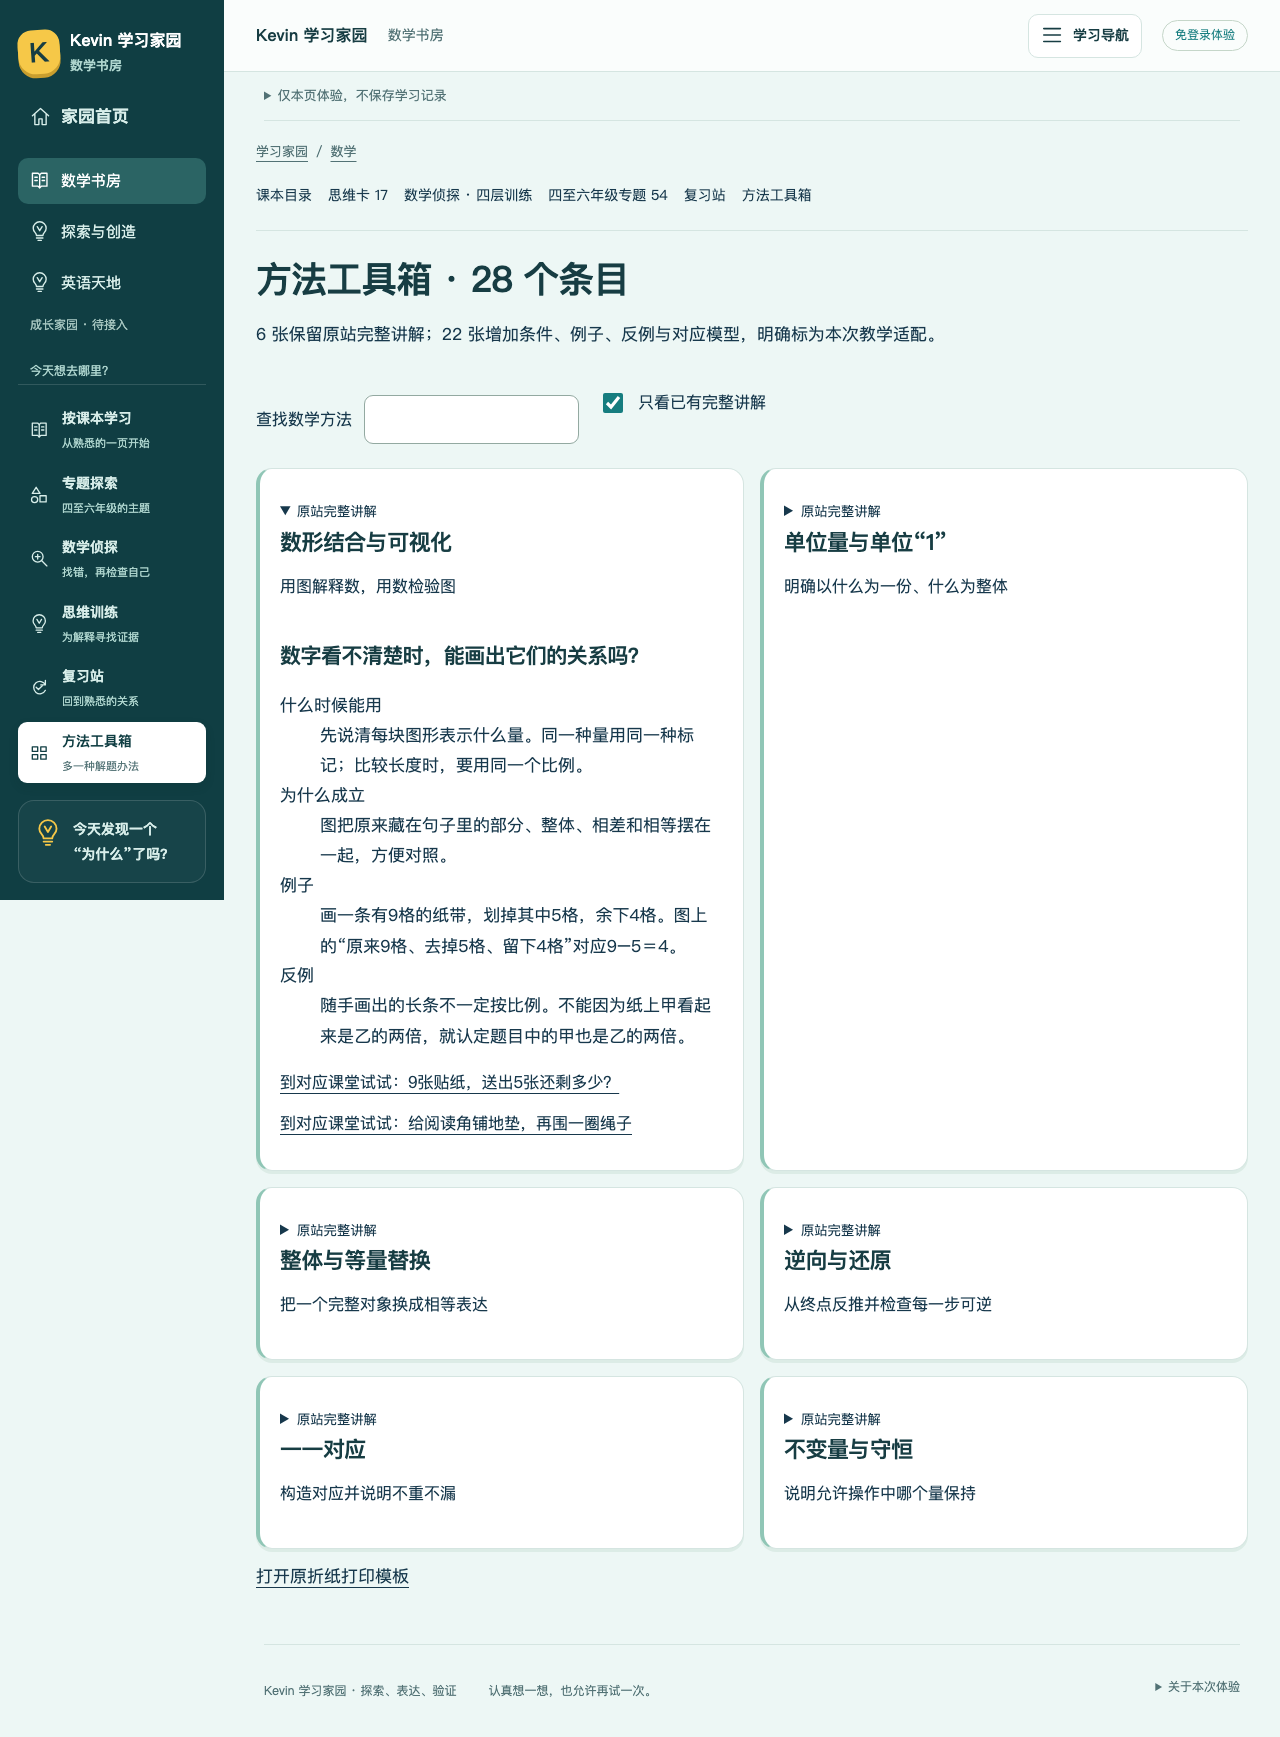 K
Kevin 学习家园
数学书房
家园首页
数学书房
探索与创造
英语天地
成长家园 · 待接入
今天想去哪里?
按课本学习
从熟悉的一页开始
专题探索
四至六年级的主题
数学侦探
找错，再检查自己
思维训练
为解释寻找证据
复习站
回到熟悉的关系
方法工具箱
多一种解题办法
今天发现一个
“为什么”了吗?
Kevin 学习家园 数学书房
学习导航
免登录体验
仅本页体验，不保存学习记录
学习家园 / 数学
课本目录 思维卡 17 数学侦探 · 四层训练 四至六年级专题 54 复习站 方法工具箱
方法工具箱 · 28 个条目
6 张保留原站完整讲解；22 张增加条件、例子、反例与对应模型，明确标为本次教学适配。
查找数学方法
只看已有完整讲解
原站完整讲解
数形结合与可视化
用图解释数，用数检验图
数字看不清楚时，能画出它们的关系吗?
什么时候能用
先说清每块图形表示什么量。同一种量用同一种标
记；比较长度时，要用同一个比例。
为什么成立
图把原来藏在句子里的部分、整体、相差和相等摆在
一起，方便对照。
例子
画一条有9格的纸带，划掉其中5格，余下4格。图上
的“原来9格、去掉5格、留下4格”对应9−5＝4。
反例
随手画出的长条不一定按比例。不能因为纸上甲看起
来是乙的两倍，就认定题目中的甲也是乙的两倍。
到对应课堂试试：9张贴纸，送出5张还剩多少？
到对应课堂试试：给阅读角铺地垫，再围一圈绳子
原站完整讲解
单位量与单位“1”
明确以什么为一份、什么为整体
原站完整讲解
整体与等量替换
把一个完整对象换成相等表达
原站完整讲解
逆向与还原
从终点反推并检查每一步可逆
原站完整讲解
一一对应
构造对应并说明不重不漏
原站完整讲解
不变量与守恒
说明允许操作中哪个量保持
打开原折纸打印模板
Kevin 学习家园 · 探索、表达、验证
认真想一想，也允许再试一次。
关于本次体验